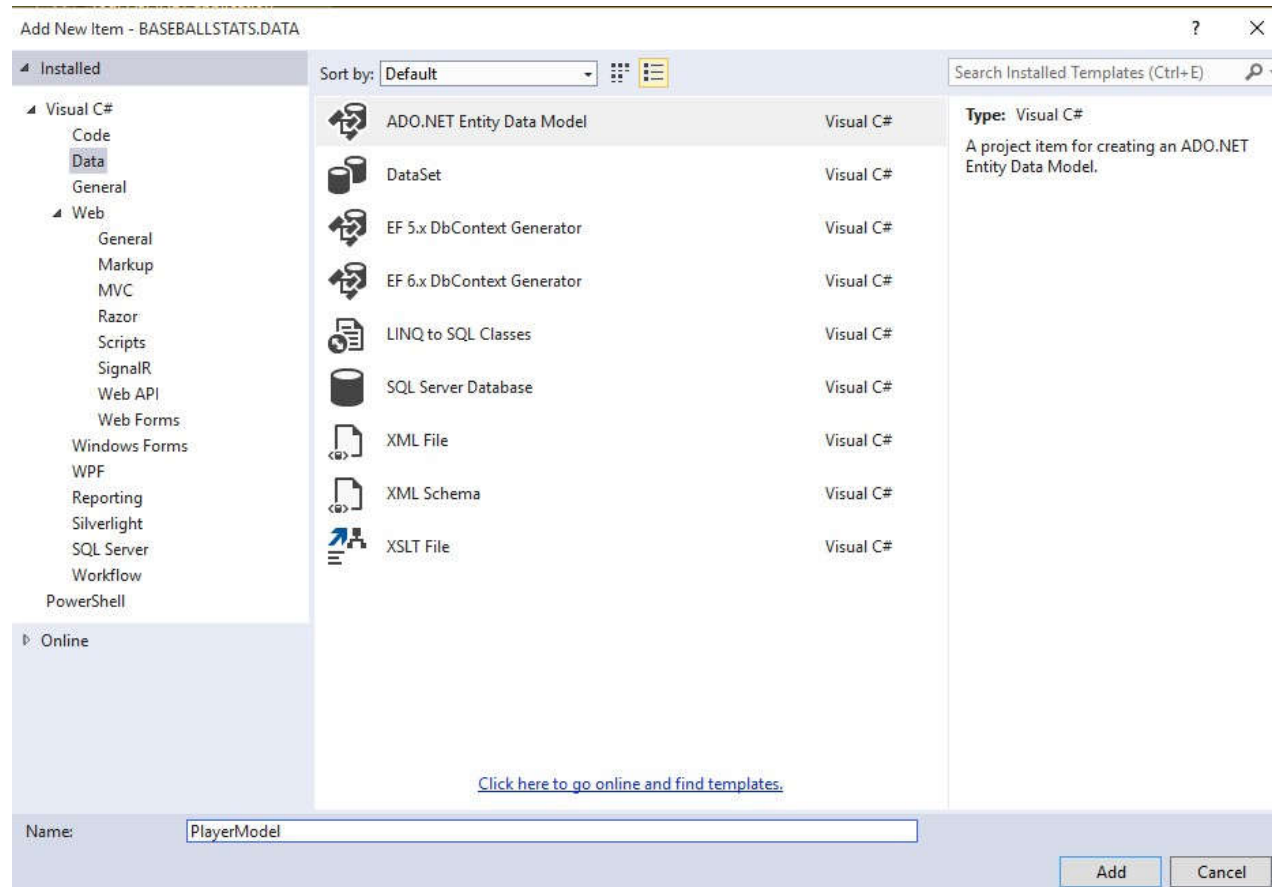 Add New Item - BASEBALLSTATS.DATA
?
Installed
Sort by: Default
Search Installed Templates (Ctrl+E)
Visual C#
Code
Data
General
Web
General
Markup
MVC
Razor
Scripts
SignalR
Web API
Web Forms
Windows Forms
WPF
Reporting
Silverlight
SQL Server
Workflow
PowerShell
Online
ADO.NET Entity Data Model Visual C#
DataSet Visual C#
EF 5.x DbContext Generator Visual C#
EF 6.x DbContext Generator Visual C#
LINQ to SQL Classes Visual C#
SQL Server Database Visual C#
XML File Visual C#
XML Schema Visual C#
XSLT File Visual C#
Click here to go online and find templates.
Type: Visual C#
A project item for creating an ADO.NET
Entity Data Model.
Name: PlayerModel
Add Cancel